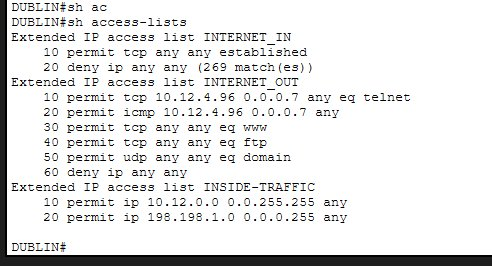 DUBLIN#sh ac
DUBLIN#sh access-lists
Extended IP access list INTERNET_IN
    10 permit tcp any any established
    20 deny ip any any (269 match(es))
Extended IP access list INTERNET_OUT
    10 permit tcp 10.12.4.96 0.0.0.7 any eq telnet
    20 permit icmp 10.12.4.96 0.0.0.7 any
    30 permit tcp any any eq www
    40 permit tcp any any eq ftp
    50 permit udp any any eq domain
    60 deny ip any any
Extended IP access list INSIDE-TRAFFIC
    10 permit ip 10.12.0.0 0.0.255.255 any
    20 permit ip 198.198.1.0 0.0.0.255 any
DUBLIN#